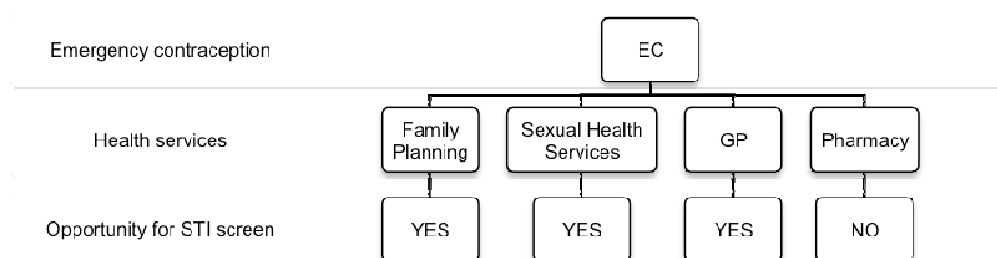 Emergency contraception
EC
Health services
Family
Planning
Sexual Health
Services
GP
Pharmacy
Opportunity for STI screen
YES
YES
YES
NO